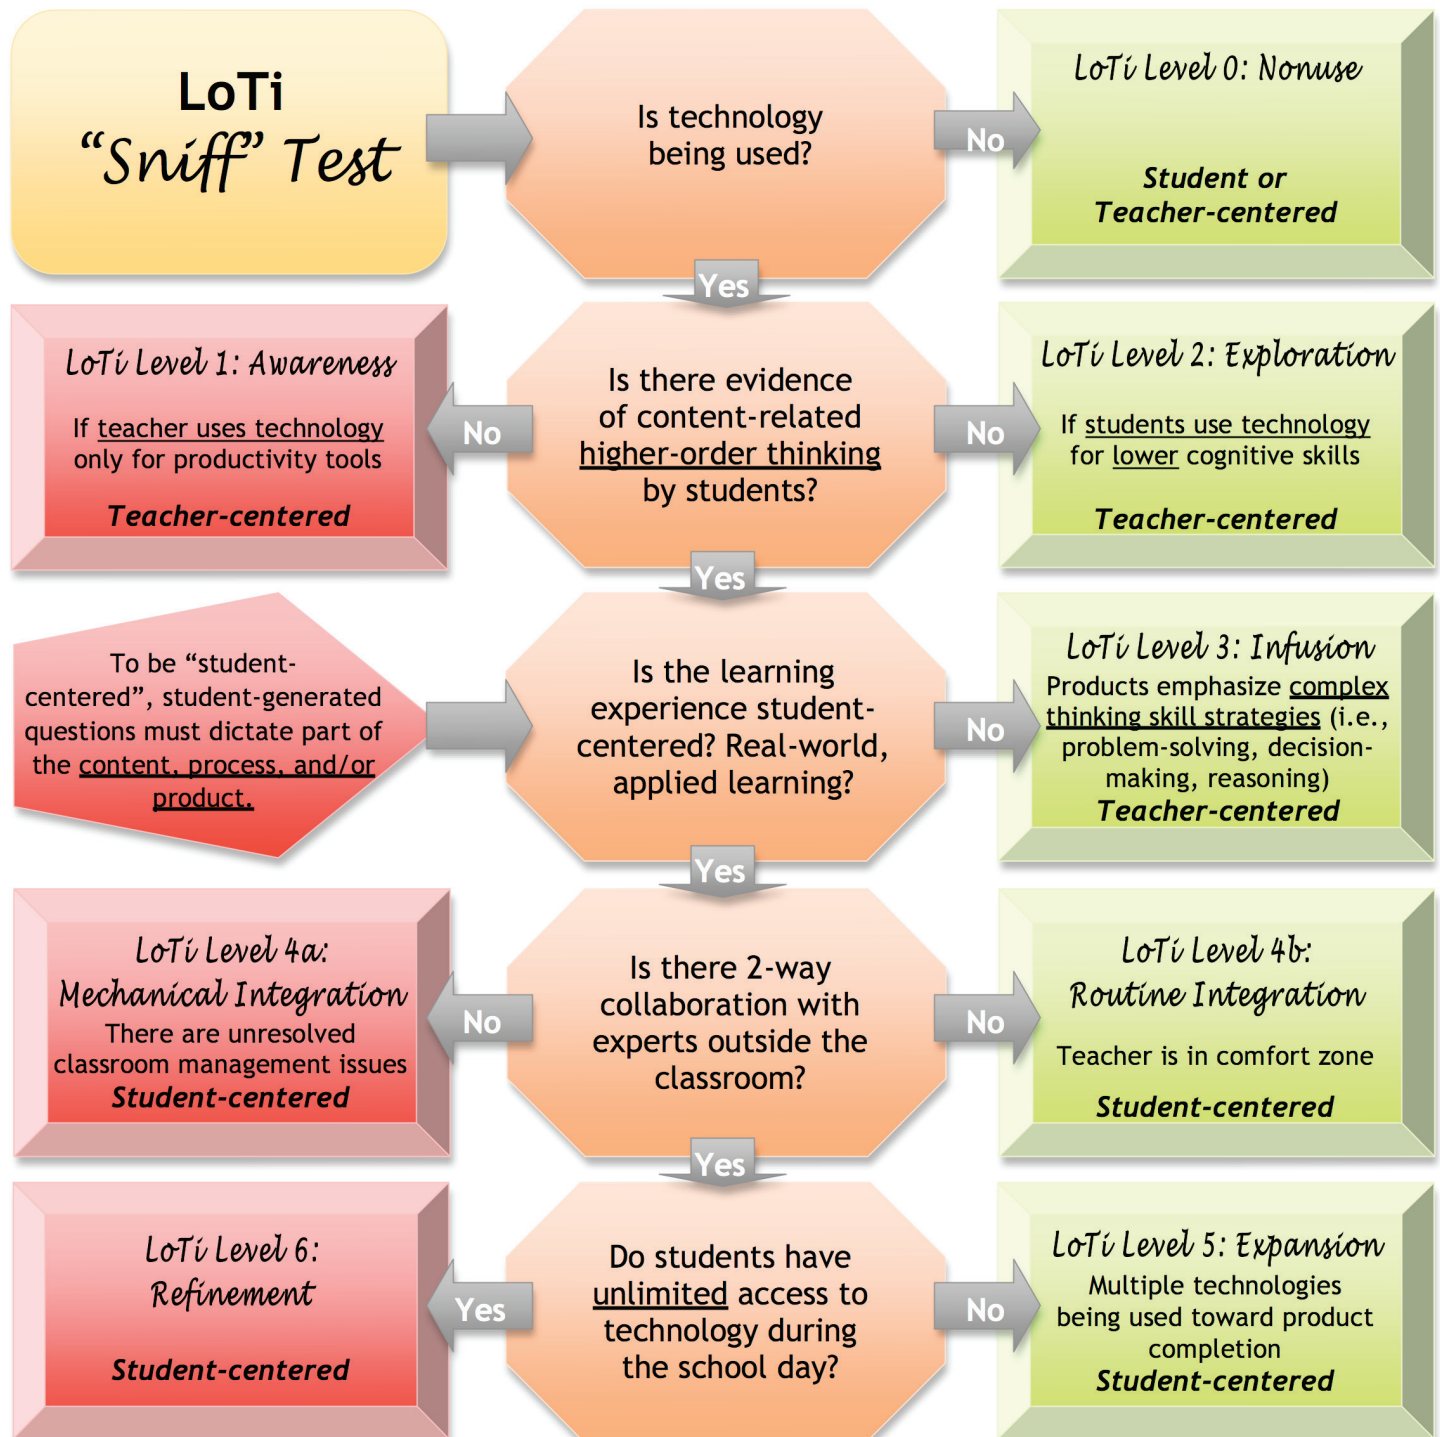 LoTi
“Sniff” Test
Is technology
being used?
No
LoTi Level 0: Nonuse
Student or
Teacher-centered
Yes
LoTi Level 1: Awareness
If teacher uses technology
only for productivity tools
Teacher-centered
No
Is there evidence
of content-related
higher-order thinking
by students?
No
LoTi Level 2: Exploration
If students use technology
for lower cognitive skills
Teacher-centered
Yes
To be “student-
centered”, student-generated
questions must dictate part of
the content, process, and/or
product.
Is the learning
experience student-
centered? Real-world,
applied learning?
No
LoTi Level 3: Infusion
Products emphasize complex
thinking skill strategies (i.e.,
problem-solving, decision-
making, reasoning)
Teacher-centered
Yes
LoTi Level 4a:
Mechanical Integration
There are unresolved
classroom management issues
Student-centered
No
Is there 2-way
collaboration with
experts outside the
classroom?
No
LoTi Level 4b:
Routine Integration
Teacher is in comfort zone
Student-centered
Yes
LoTi Level 6:
Refinement
Student-centered
Yes
Do students have
unlimited access to
technology during
the school day?
No
LoTi Level 5: Expansion
Multiple technologies
being used toward product
completion
Student-centered